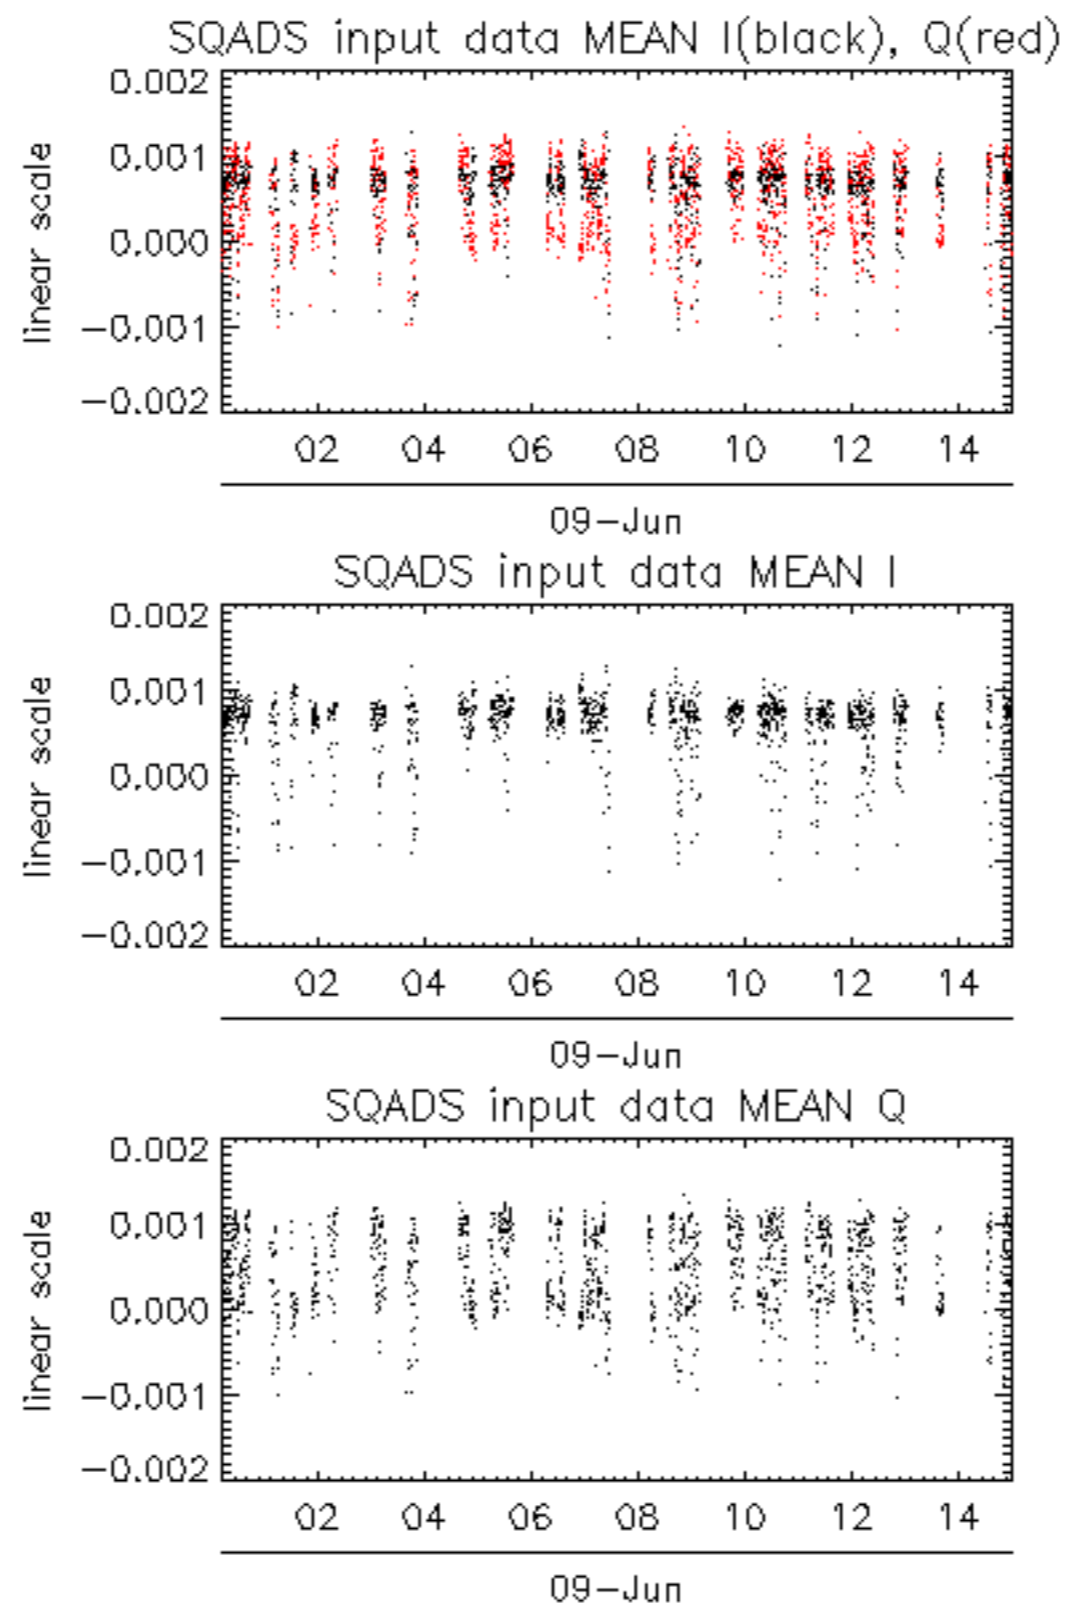 SQADS input data MEAN I(black), Q(red)
0.002
0.001
0.000
−0.001
−0.002
linear scale
02 04 06 08 10 12 14
09−Jun
SQADS input data MEAN I
0.002
0.001
0.000
−0.001
−0.002
linear scale
02 04 06 08 10 12 14
09−Jun
SQADS input data MEAN Q
0.002
0.001
0.000
−0.001
−0.002
linear scale
02 04 06 08 10 12 14
09−Jun